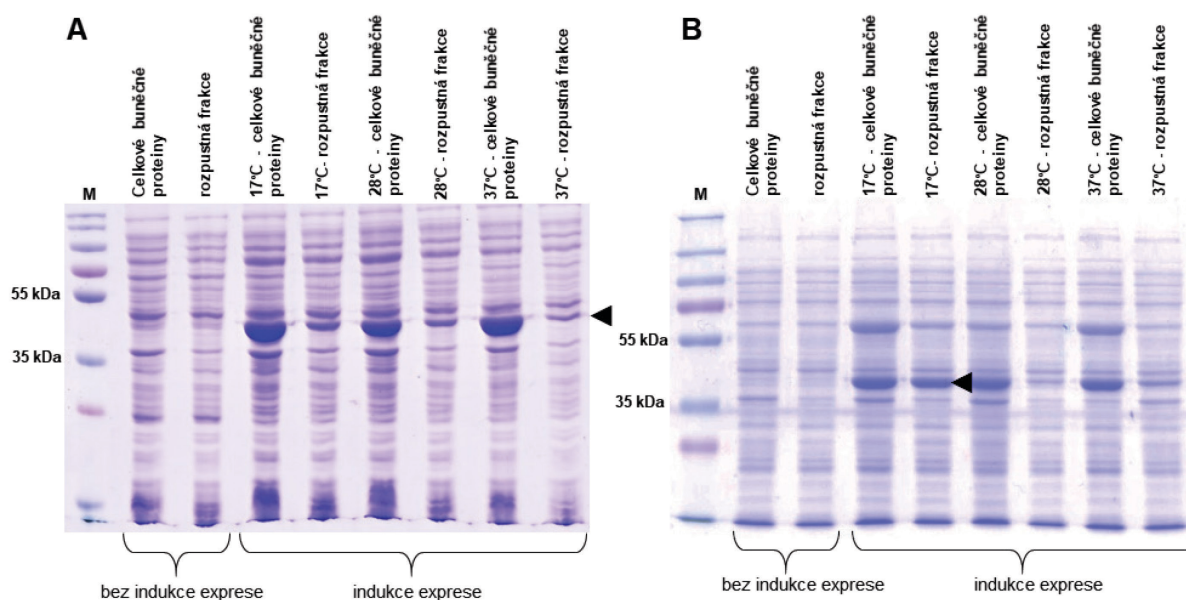 A
M
Celkové buněčné
proteiny
rozpustná frakce
17°C - celkové buněčné
proteiny
17°C- rozpustná frakce
28°C - celkové buněčné
proteiny
28°C - rozpustná frakce
37°C - celkové buněčné
proteiny
37°C- rozpustná frakce
55 kDa
35 kDa
bez indukce exprese
indukce exprese
B
M
Celkové buněčné
proteiny
rozpustná frakce
17°C - celkové buněčné
proteiny
17°C- rozpustná frakce
28°C - celkové buněčné
proteiny
28°C - rozpustná frakce
37°C - celkové buněčné
proteiny
37°C - rozpustná frakce
55 kDa
35 kDa
bez indukce exprese
indukce exprese